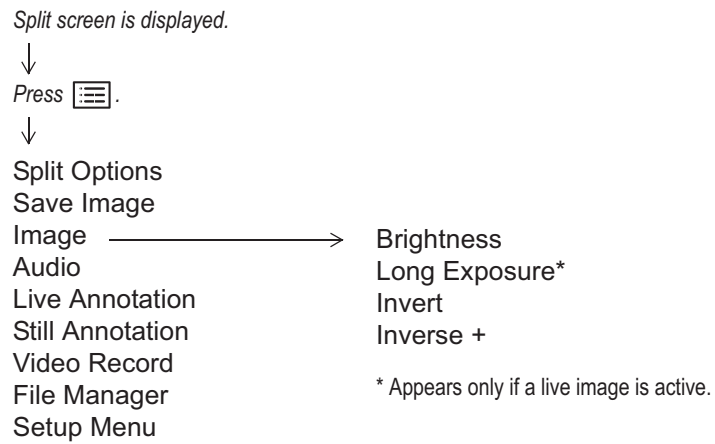 Split screen is displayed.
Press .
Split Options
Save Image
Image
Audio
Live Annotation
Still Annotation
Video Record
File Manager
Setup Menu
Brightness
Long Exposure*
Invert
Inverse +
* Appears only if a live image is active.